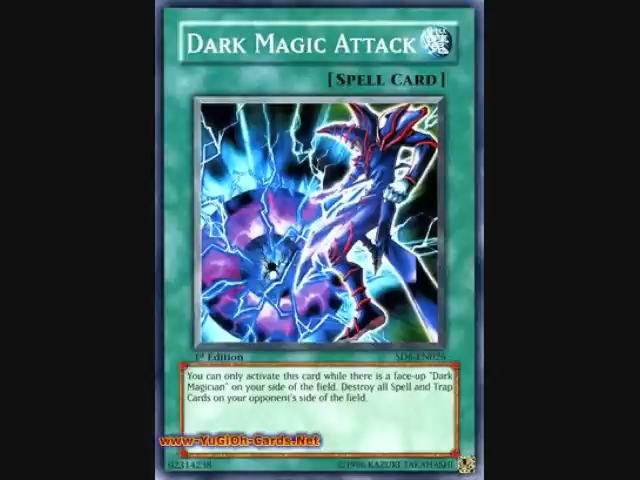 DARK MAGIC ATTACK
[SPELL CARD]
1st Edition SD6-EN026
You can only activate this card while there is a face-up "Dark
Magician" on your side of the field. Destroy all Spell and Trap
Cards on your opponent's side of the field.
www-YuGiOh-Cards.Net
02314238 ©1996 KAZUKI TAKAHASHI